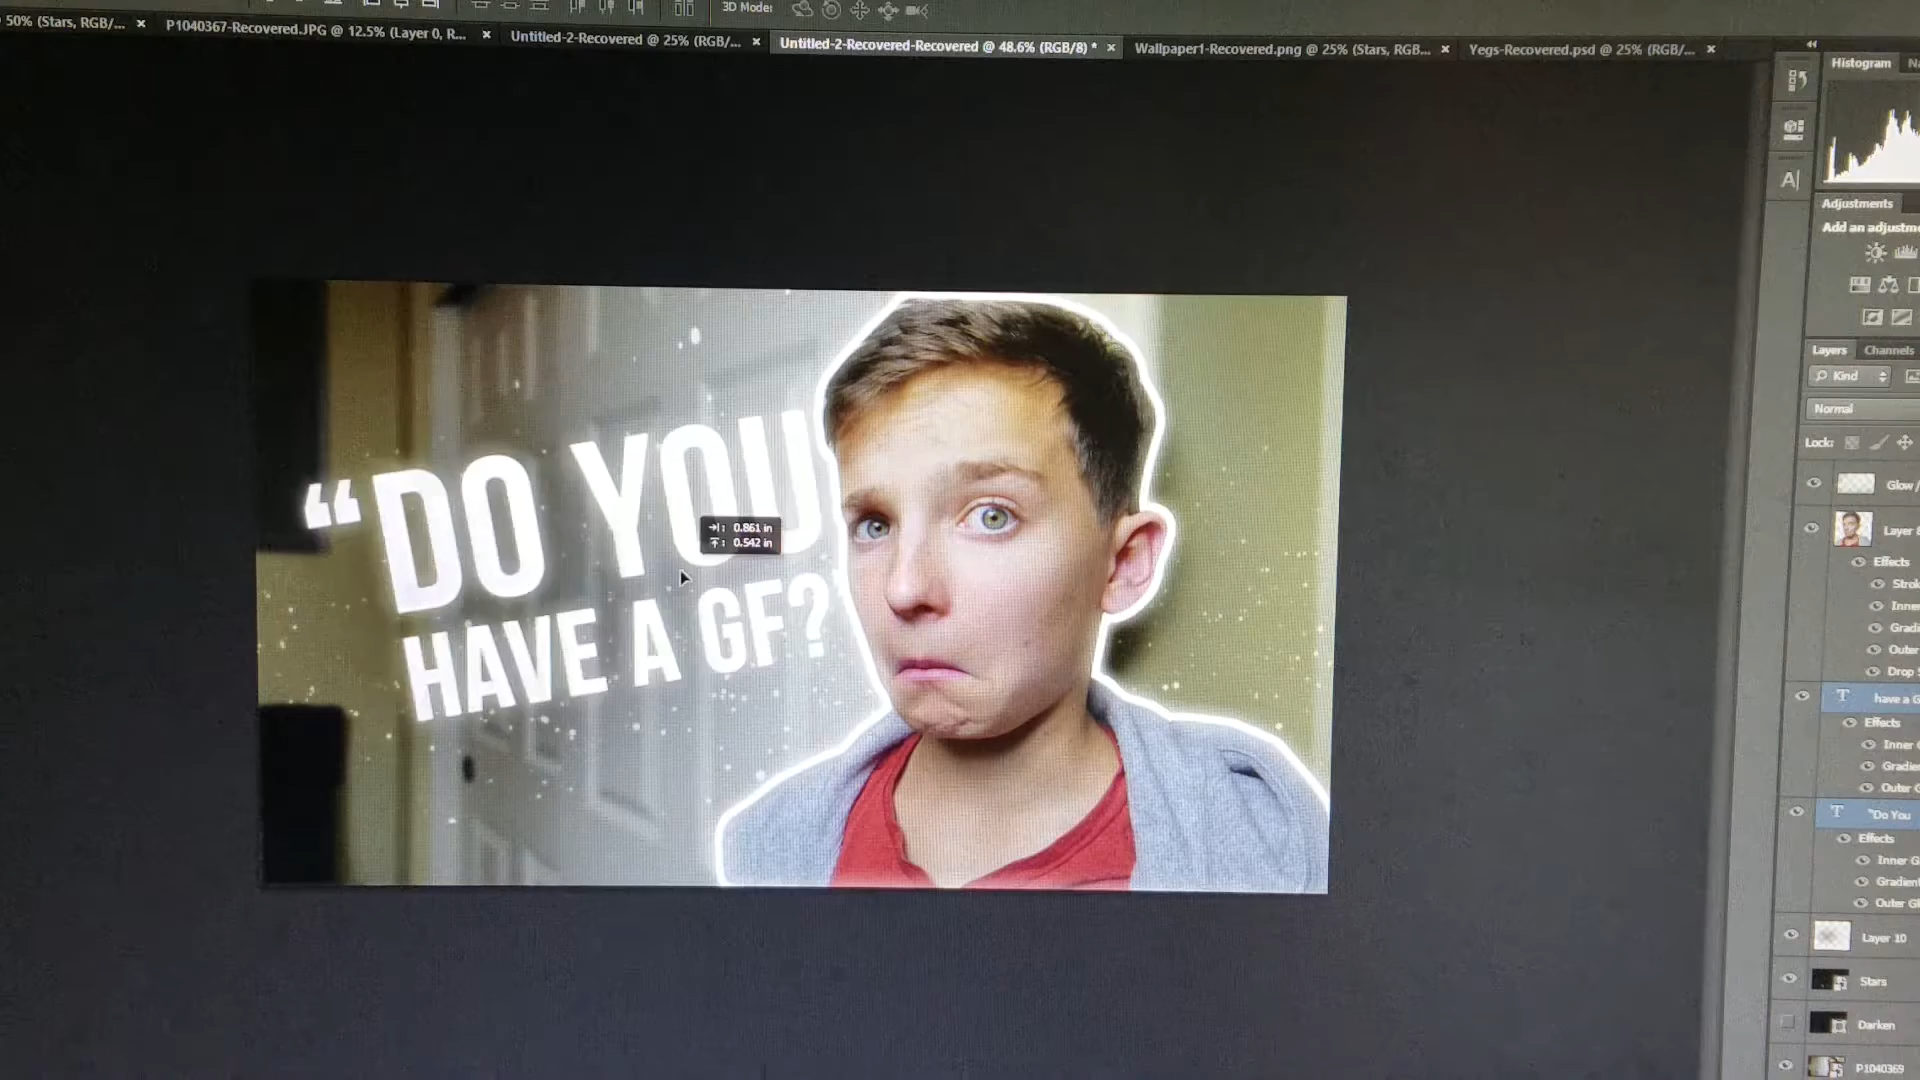 3D Mode:
50% (Stars, RGB/... ×
P1040367-Recovered.JPG @ 12.5% (Layer 0, R... ×
Untitled-2-Recovered @ 25% (RGB/... ×
Untitled-2-Recovered-Recovered @ 48.6% (RGB/8) * ×
Wallpaper1-Recovered.png @ 25% (Stars, RGB... ×
Yegs-Recovered.psd @ 25% (RGB/... ×
Histogram
A|
Adjustments
Add an adjustme
Layers Channels
Kind
Normal
Lock:
Glow /
Layer
Effects
Strok
Inner
Gradi
Outer
Drop
T have a G
Effects
Inner
Gradie
Outer
T "Do You
Effects
Inner G
Gradient
Outer Gl
Layer 10
Stars
Darken
P1040369
“DO YOU
HAVE A GF?
0.861 in
0.542 in